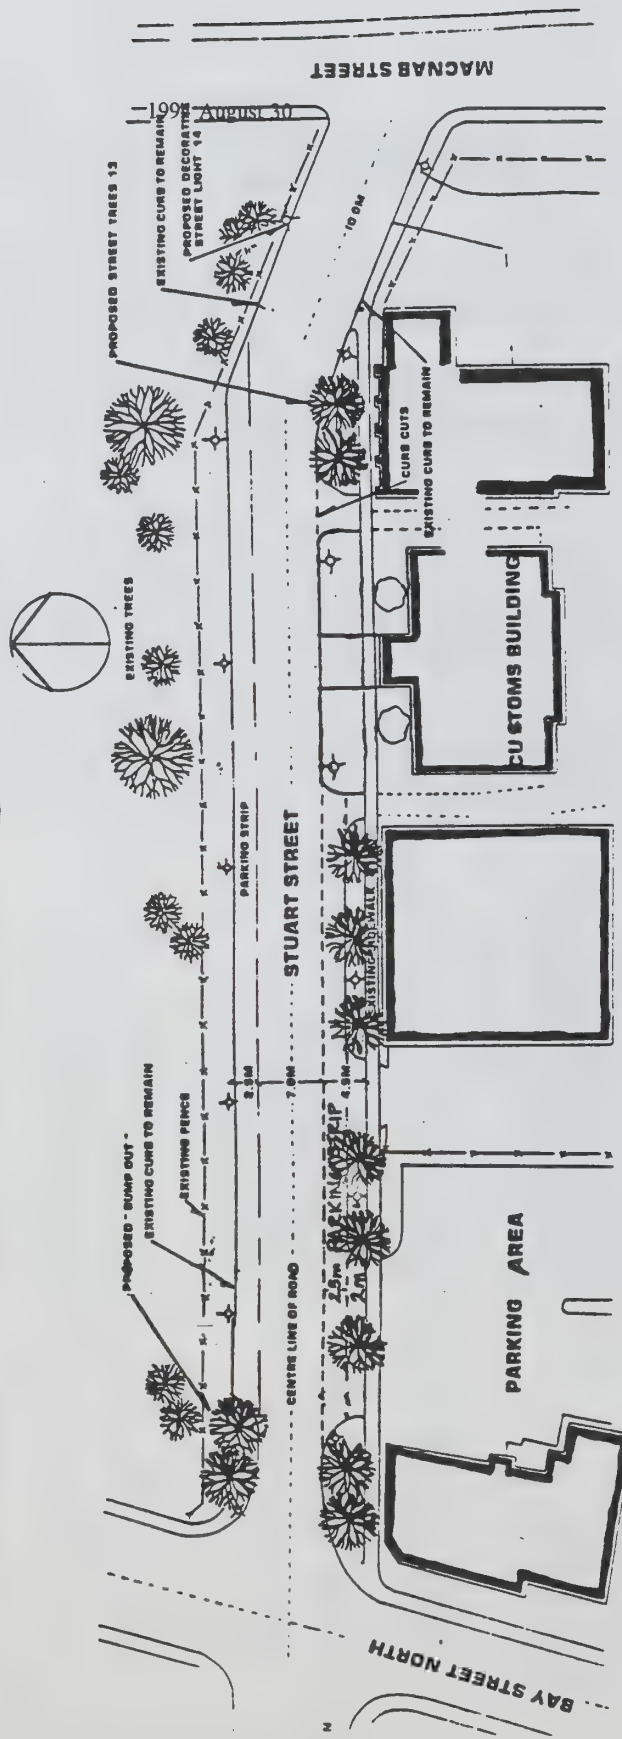 MACNAB STREET
August 30
PROPOSED STREET TREES 13
EXISTING CURB TO REMAIN
PROPOSED DECORATIVE
STREET LIGHT 14
10.0M
CURB CUTS
EXISTING CURB TO REMAIN
EXISTING TREES
CUSTOMS BUILDING
PARKING STRIP
STUART STREET
EXISTING SIDEWALK
2.5M
7.0M
4.5M
PROPOSED "BUMP OUT"
EXISTING CURB TO REMAIN
EXISTING FENCE
CENTRE LINE OF ROAD
2.5m PARKING STRIP
2m
PARKING AREA
BAY STREET NORTH
N